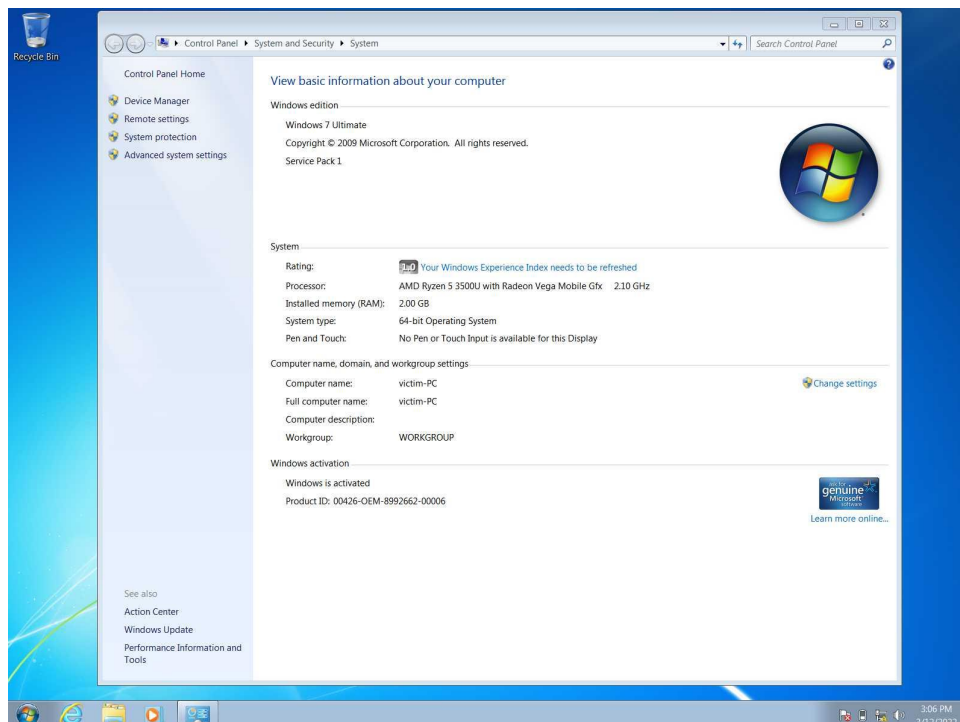 Recycle Bin
Control Panel ▸ System and Security ▸ System
Search Control Panel
Control Panel Home
Device Manager
Remote settings
System protection
Advanced system settings
View basic information about your computer
Windows edition
Windows 7 Ultimate
Copyright © 2009 Microsoft Corporation. All rights reserved.
Service Pack 1
System
Rating: 1.0 Your Windows Experience Index needs to be refreshed
Processor: AMD Ryzen 5 3500U with Radeon Vega Mobile Gfx 2.10 GHz
Installed memory (RAM): 2.00 GB
System type: 64-bit Operating System
Pen and Touch: No Pen or Touch Input is available for this Display
Computer name, domain, and workgroup settings
Computer name: victim-PC
Change settings
Full computer name: victim-PC
Computer description:
Workgroup: WORKGROUP
Windows activation
Windows is activated
Product ID: 00426-OEM-8992662-00006
ask for
genuine
Microsoft
software
Learn more online...
See also
Action Center
Windows Update
Performance Information and
Tools
3:06 PM